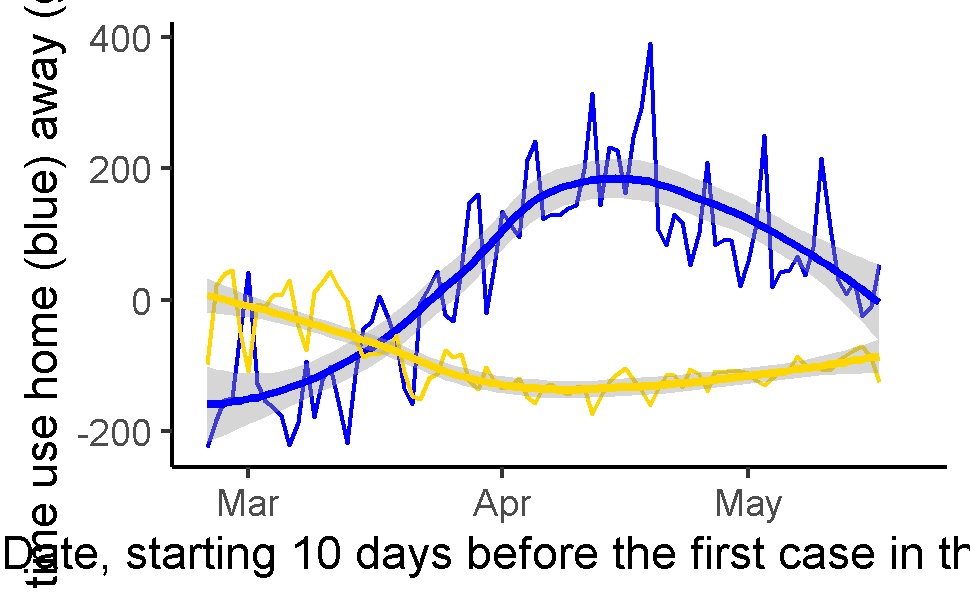 time use home (blue) away (
400
200
0
-200
Mar Apr May
Date, starting 10 days before the first case in th